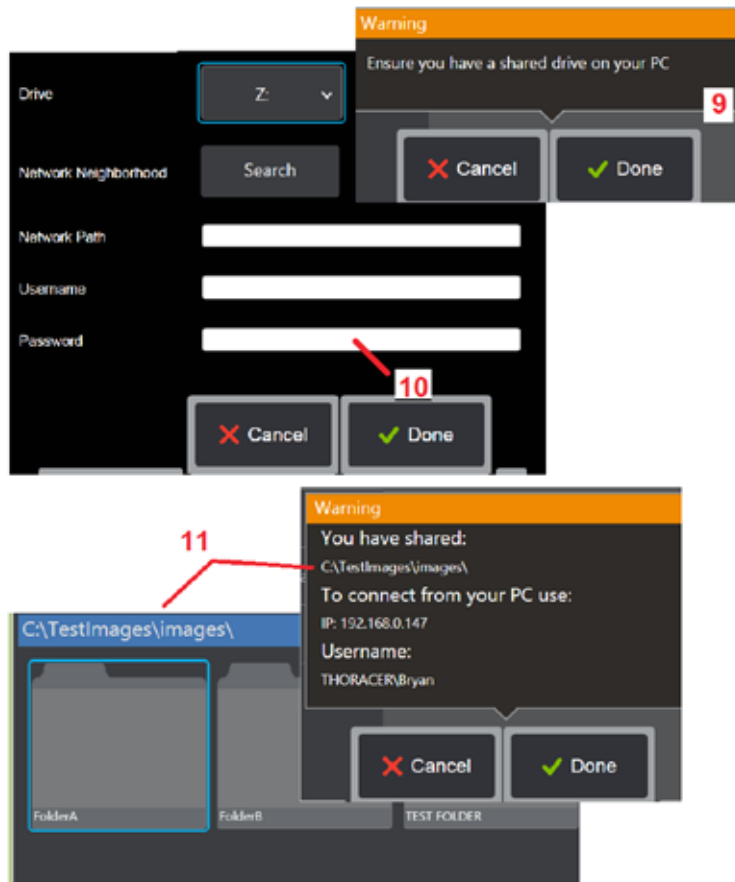 Warning
Ensure you have a shared drive on your PC
9
Cancel
Done
Drive
Z:
Network Neighborhood
Search
Network Path
Username
Password
10
Cancel
Done
11
Warning
You have shared:
C:\TestImages\images\
To connect from your PC use:
IP: 192.168.0.147
Username:
THORACER\Bryan
Cancel
Done
C:\TestImages\images\
FolderA
FolderB
TEST FOLDER